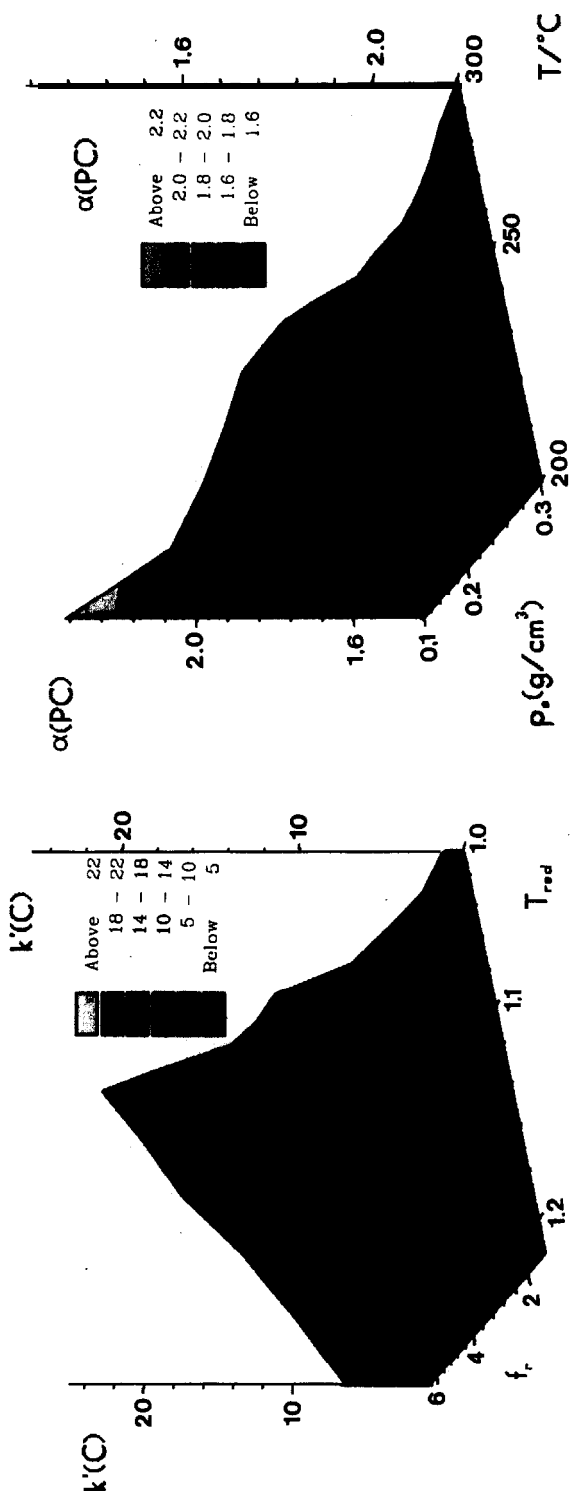 k'(C)
k'(C)
Above 22
18 - 22
14 - 18
10 - 14
5 - 10
Below 5
20
10
20
10
6
4
2
f_r
1.2
1.1
1.0
T_red
α(PC)
α(PC)
Above 2.2
2.0 - 2.2
1.8 - 2.0
1.6 - 1.8
Below 1.6
2.0
1.6
1.6
2.0
0.1
0.2
0.3
ρ.(g/cm³)
200
250
300
T/°C